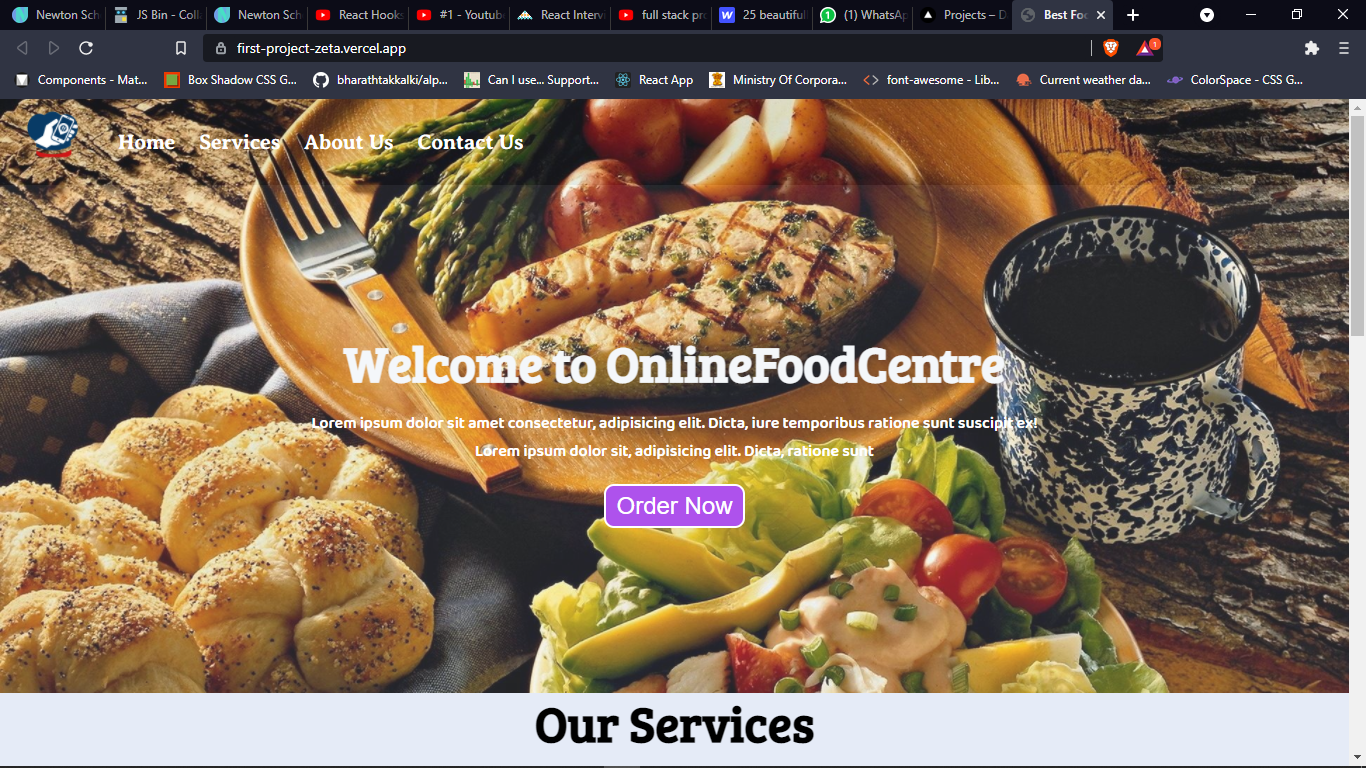 Newton Sch
JS Bin - Coll
Newton Sch
React Hooks
#1 - Youtub
React Interv
full stack pr
25 beautiful
(1) WhatsAp
Projects – D
Best Foo
first-project-zeta.vercel.app
1
Components - Mat...
Box Shadow CSS G...
bharathtakkalki/alp...
Can I use... Support...
React App
Ministry Of Corpora...
font-awesome - Lib...
Current weather da...
ColorSpace - CSS G...
Home Services About Us Contact Us
Welcome to OnlineFoodCentre
Lorem ipsum dolor sit amet consectetur, adipisicing elit. Dicta, iure temporibus ratione sunt suscipit ex!
Lorem ipsum dolor sit, adipisicing elit. Dicta, ratione sunt
Order Now
Our Services